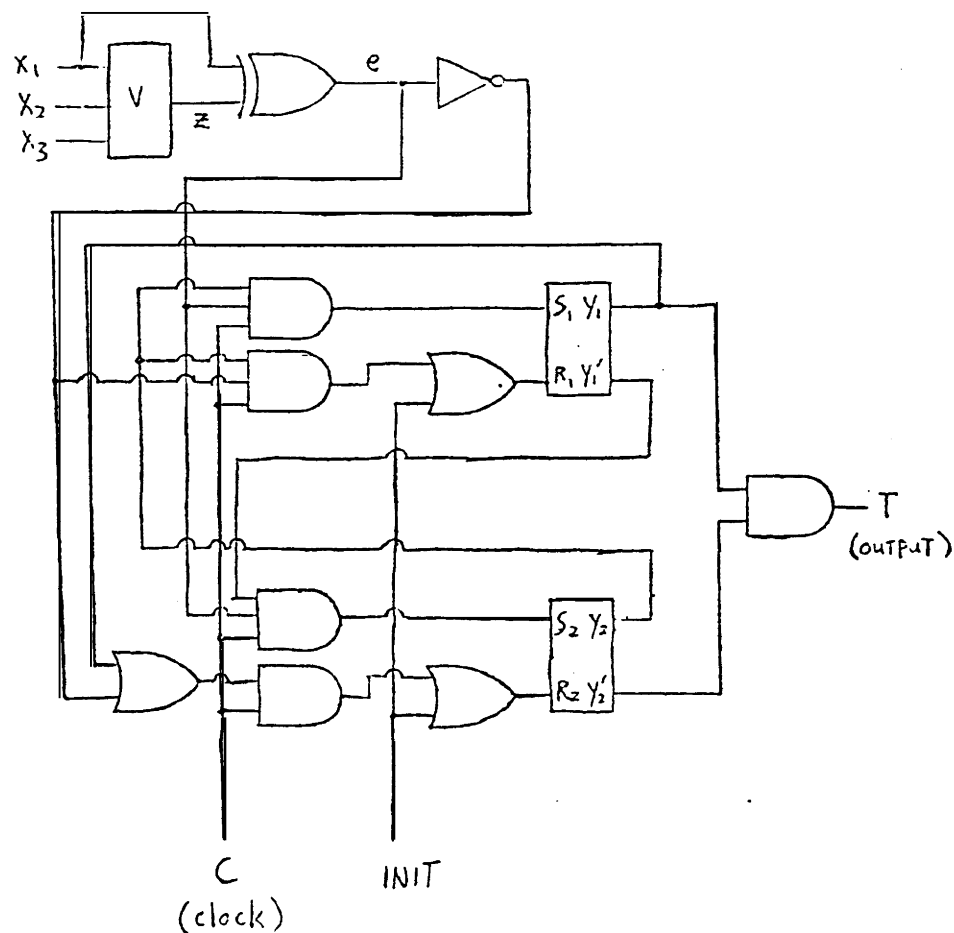 X1
X2
X3
V
z
e
S1 Y1
R1 Y1'
T
(OUTPUT)
S2 Y2
R2 Y2'
C
(clock)
INIT